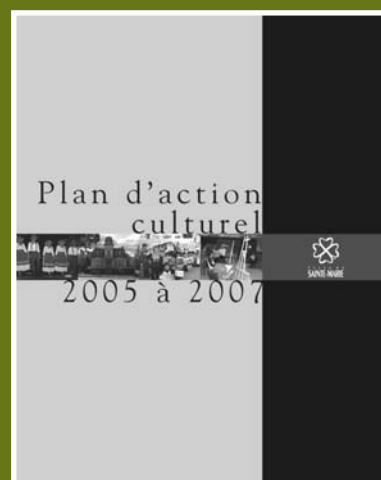 Plan d'action
culturel
SAINTE-MARIE
2005 à 2007